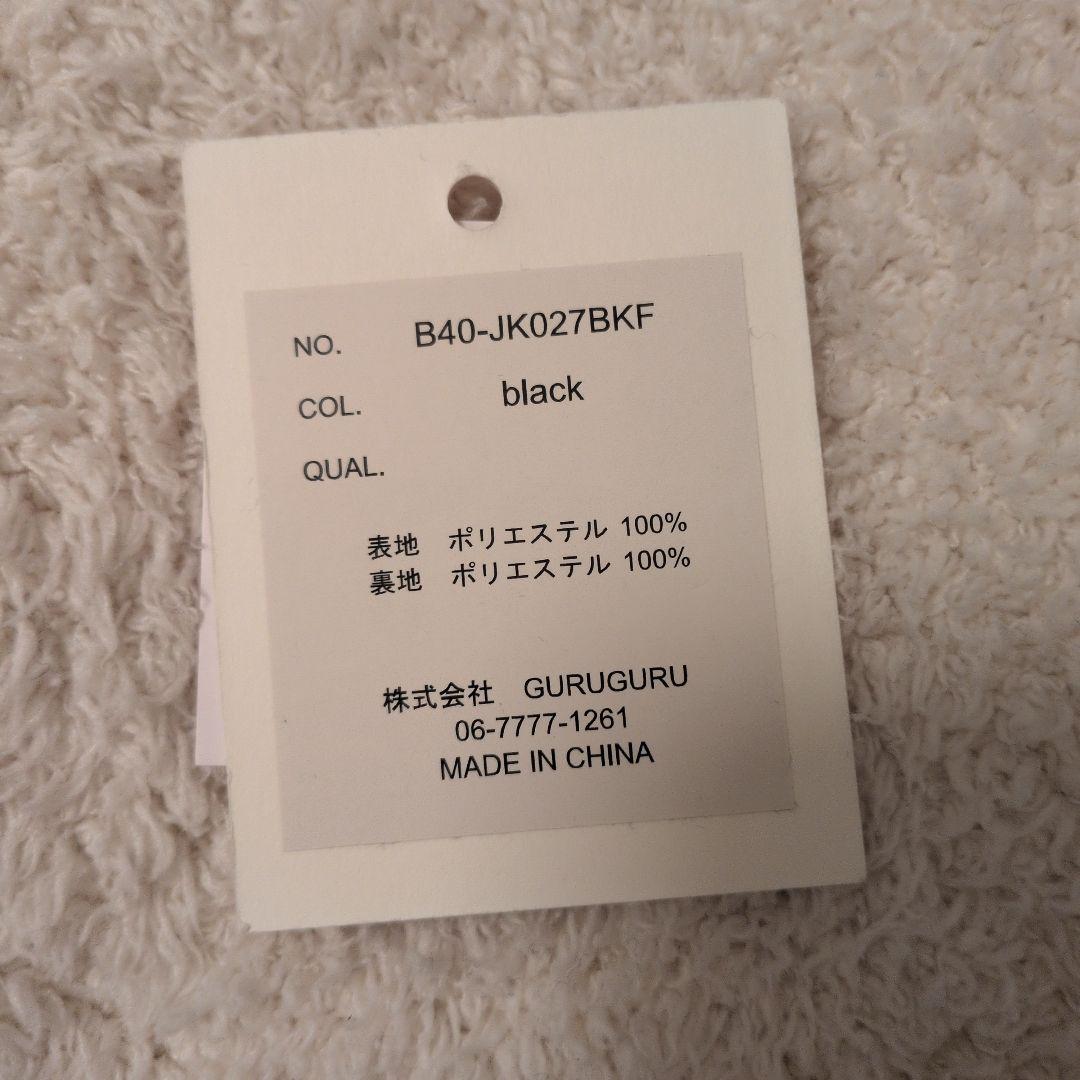 NO. B40-JK027BKF
COL. black
QUAL.
表地 ポリエステル 100%
裏地 ポリエステル 100%
株式会社 GURUGURU
06-7777-1261
MADE IN CHINA